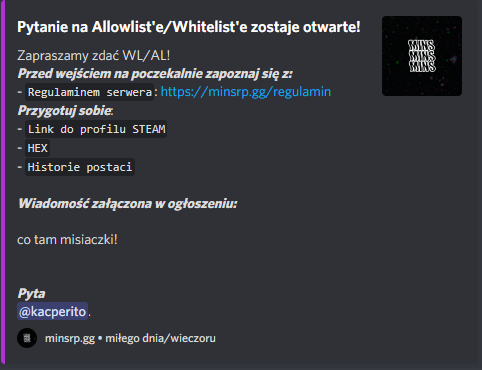 Pytanie na Allowlist'e/Whitelist'e zostaje otwarte!
Zapraszamy zdać WL/AL!
Przed wejściem na poczekalnie zapoznaj się z:
- Regulaminem serwera: https://minsrp.gg/regulamin
Przygotuj sobie:
- Link do profilu STEAM
- HEX
- Historie postaci
Wiadomość załączona w ogłoszeniu:
co tam misiaczki!
Pyta
@kacperito.
minsrp.gg • miłego dnia/wieczoru
MINS
MINS
MINS